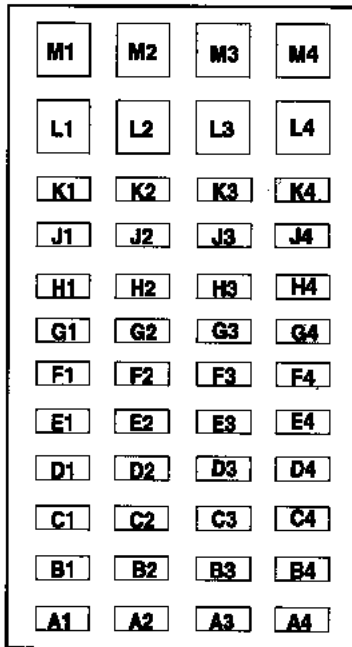 M1 M2 M3 M4
L1 L2 L3 L4
K1 K2 K3 K4
J1 J2 J3 J4
H1 H2 H3 H4
G1 G2 G3 G4
F1 F2 F3 F4
E1 E2 E3 E4
D1 D2 D3 D4
C1 C2 C3 C4
B1 B2 B3 B4
A1 A2 A3 A4